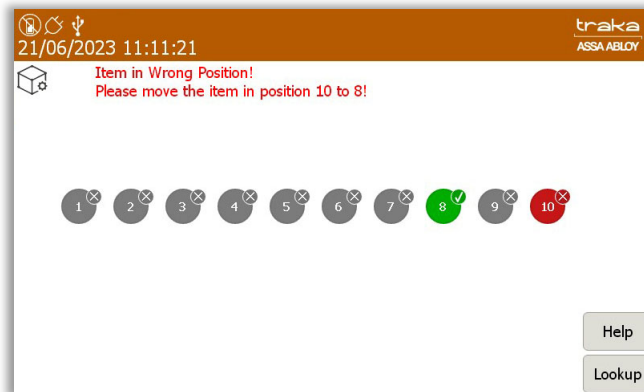 traka
21/06/2023 11:11:21
ASSA ABLOY
Item in Wrong Position!
Please move the item in position 10 to 8!
1 2 3 4 5 6 7 8 9 10
Help
Lookup